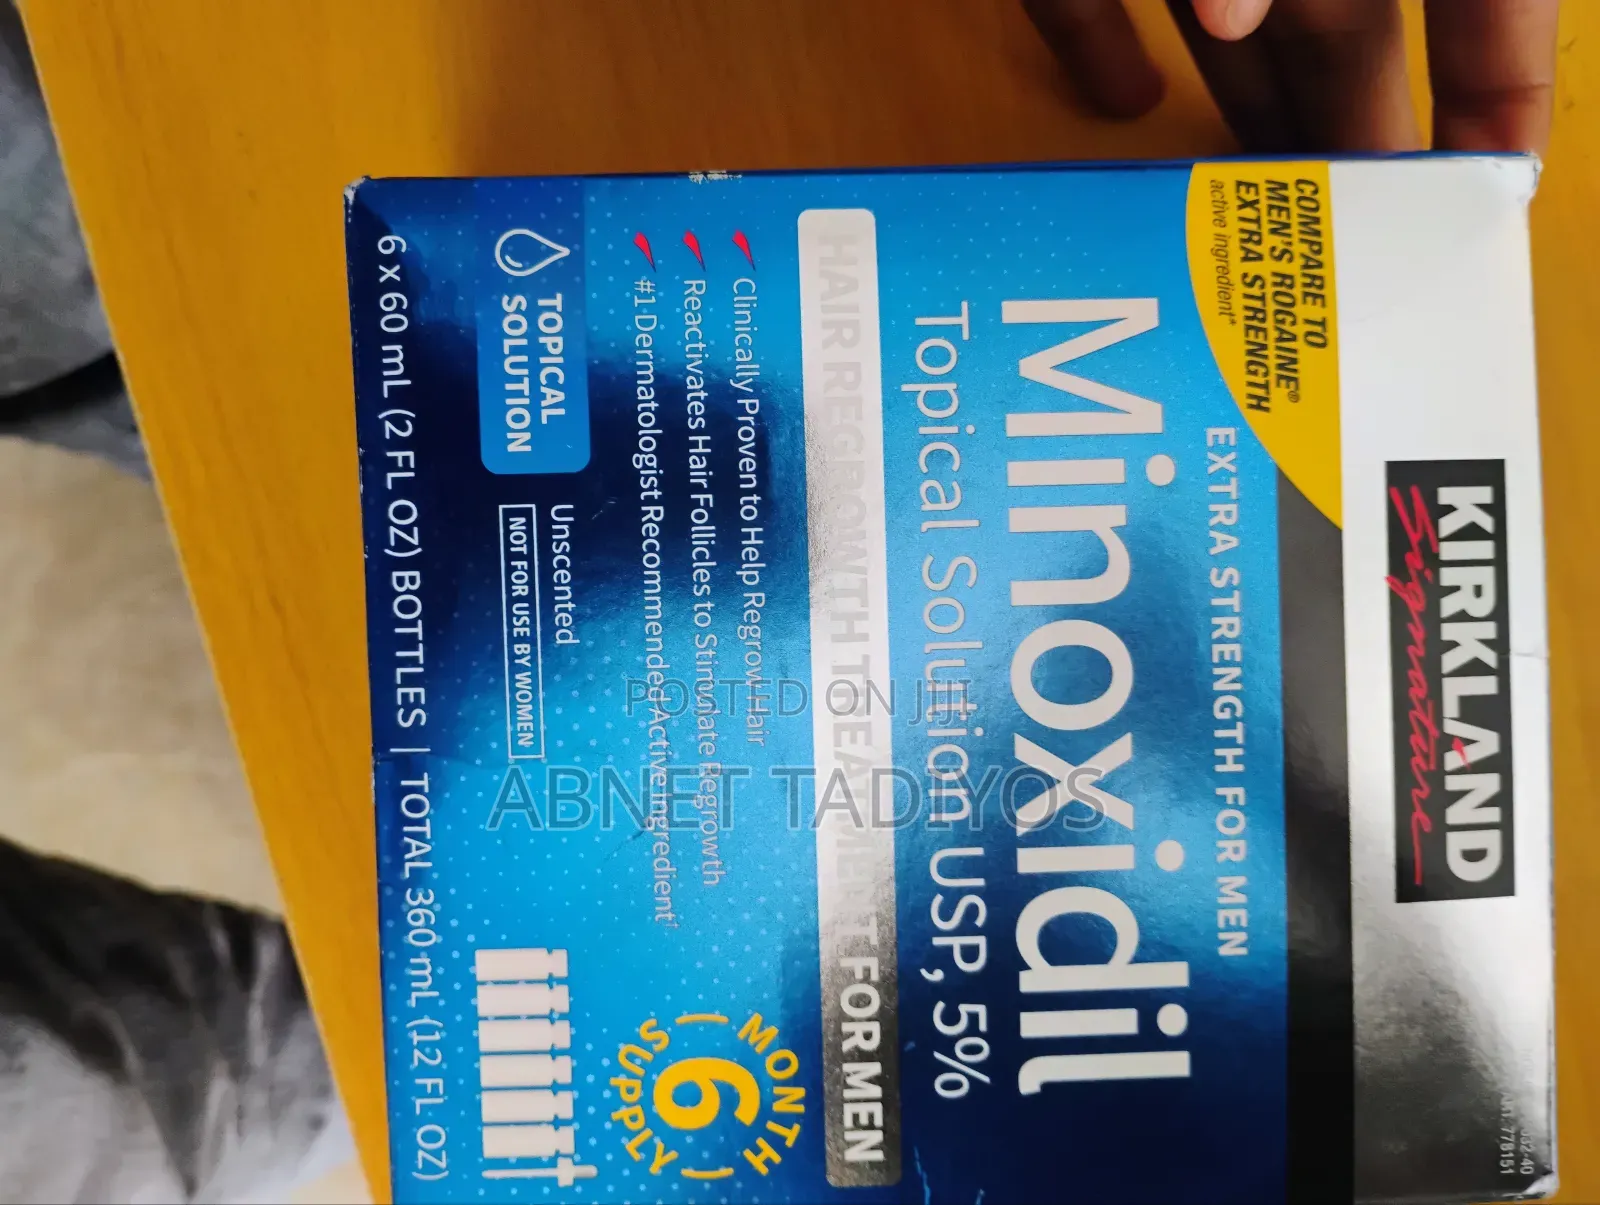 KIRKLAND
Signature
COMPARE TO
MEN'S ROGAINE®
EXTRA STRENGTH
active ingredient*
EXTRA STRENGTH FOR MEN
Minoxidil
Topical Solution USP, 5%
HAIR REGROWTH TREATMENT FOR MEN
Clinically Proven to Help Regrow Hair
Reactivates Hair Follicles to Stimulate Regrowth
#1 Dermatologist Recommended Active Ingredient†
TOPICAL
SOLUTION
Unscented
NOT FOR USE BY WOMEN
6 MONTH SUPPLY
6 x 60 mL (2 FL OZ) BOTTLES | TOTAL 360 mL (12 FL OZ)
778151
POSTED ON JIJI
ABNET TADIYOS